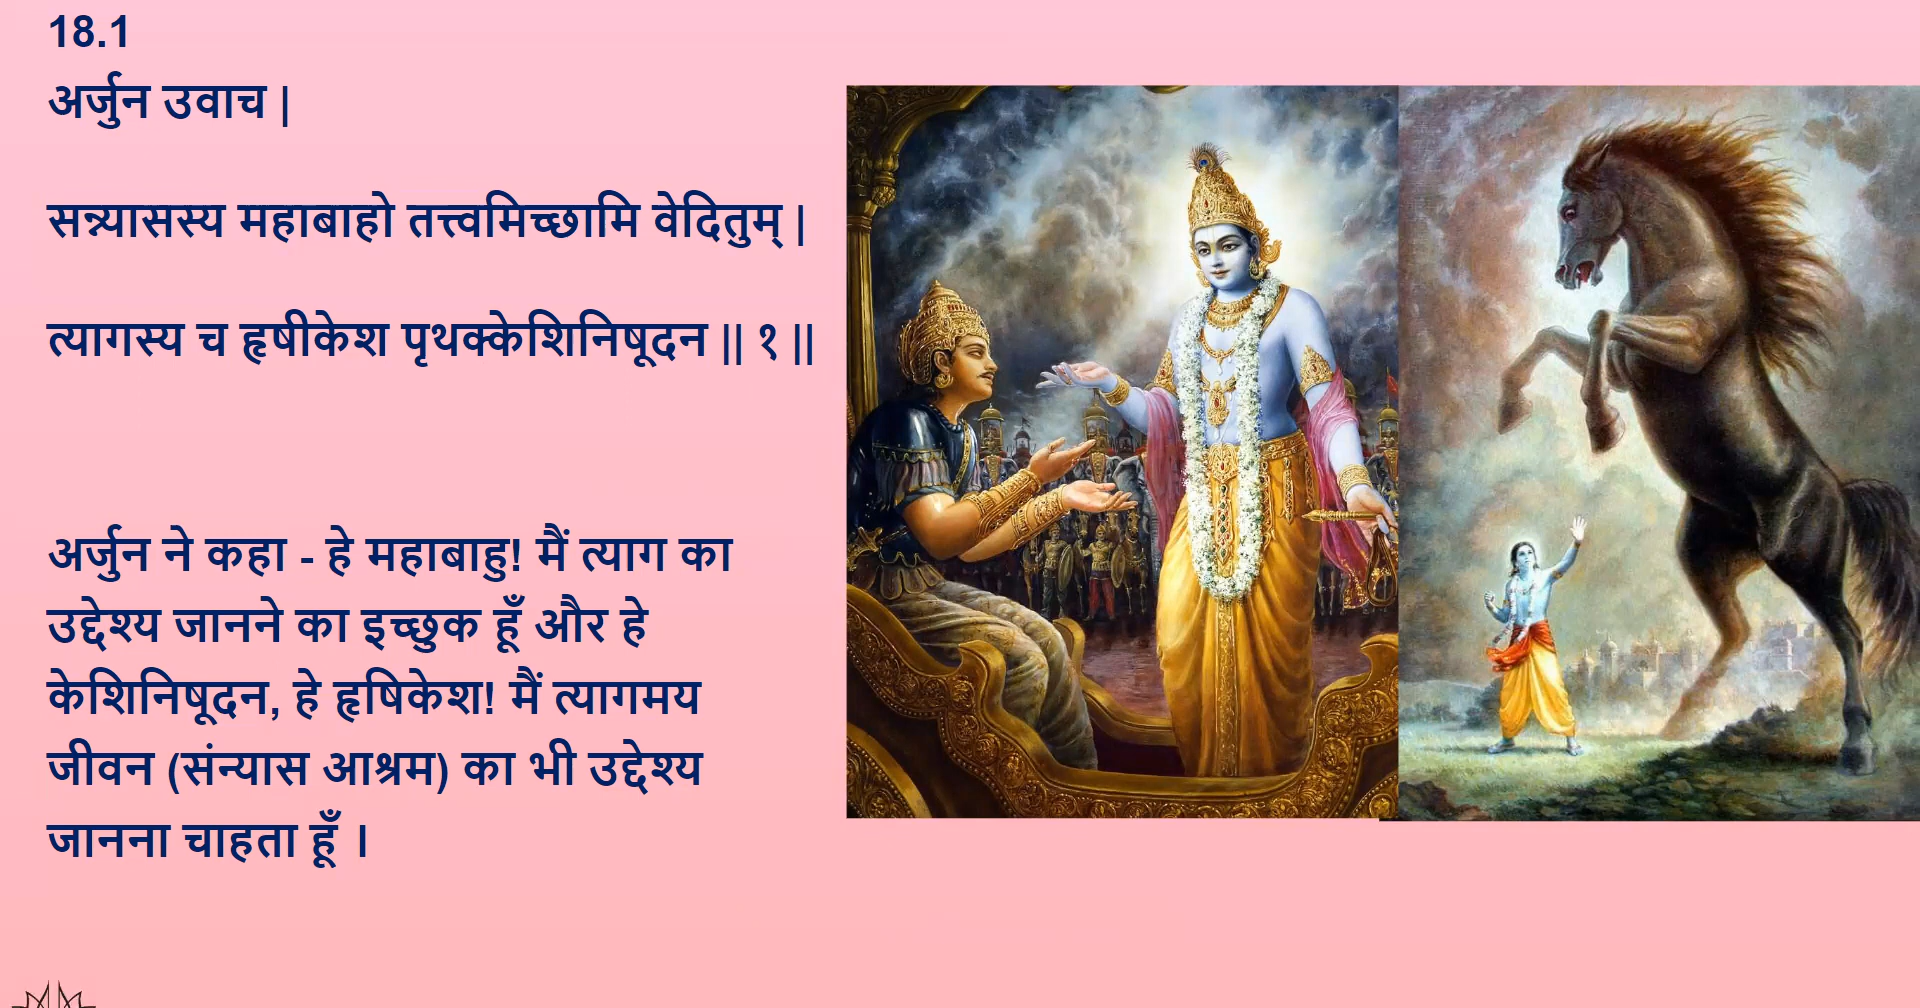 18.1
अर्जुन उवाच |
सन्न्यासस्य महाबाहो तत्त्वमिच्छामि वेदितुम् |
त्यागस्य च हृषीकेश पृथक्केशिनिषूदन || १ ||
अर्जुन ने कहा - हे महाबाहु! मैं त्याग का
उद्देश्य जानने का इच्छुक हूँ और हे
केशिनिषूदन, हे हृषिकेश! मैं त्यागमय
जीवन (संन्यास आश्रम) का भी उद्देश्य
जानना चाहता हूँ ।